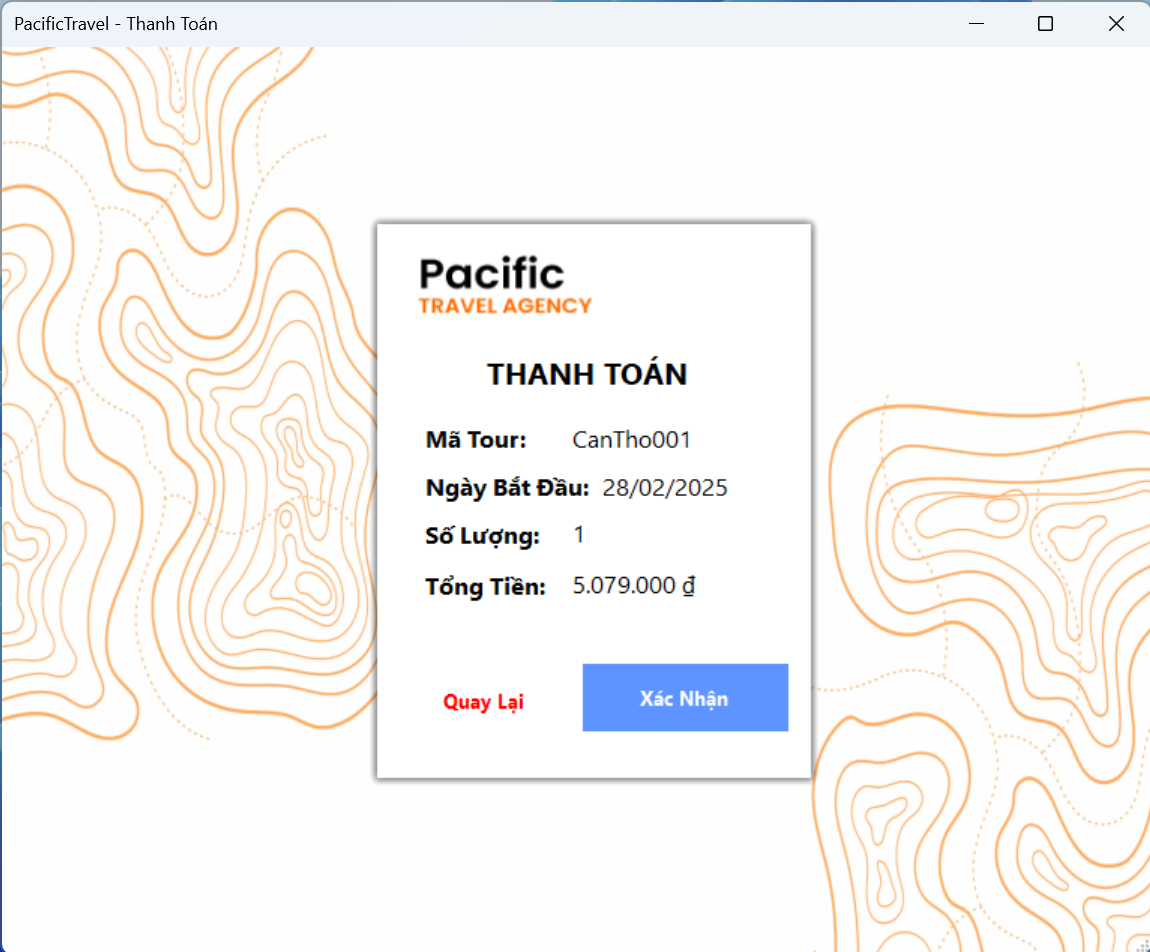 PacificTravel - Thanh Toán
Pacific
TRAVEL AGENCY
THANH TOÁN
Mã Tour: CanTho001
Ngày Bắt Đầu: 28/02/2025
Số Lượng: 1
Tổng Tiền: 5.079.000 ₫
Quay Lại Xác Nhận